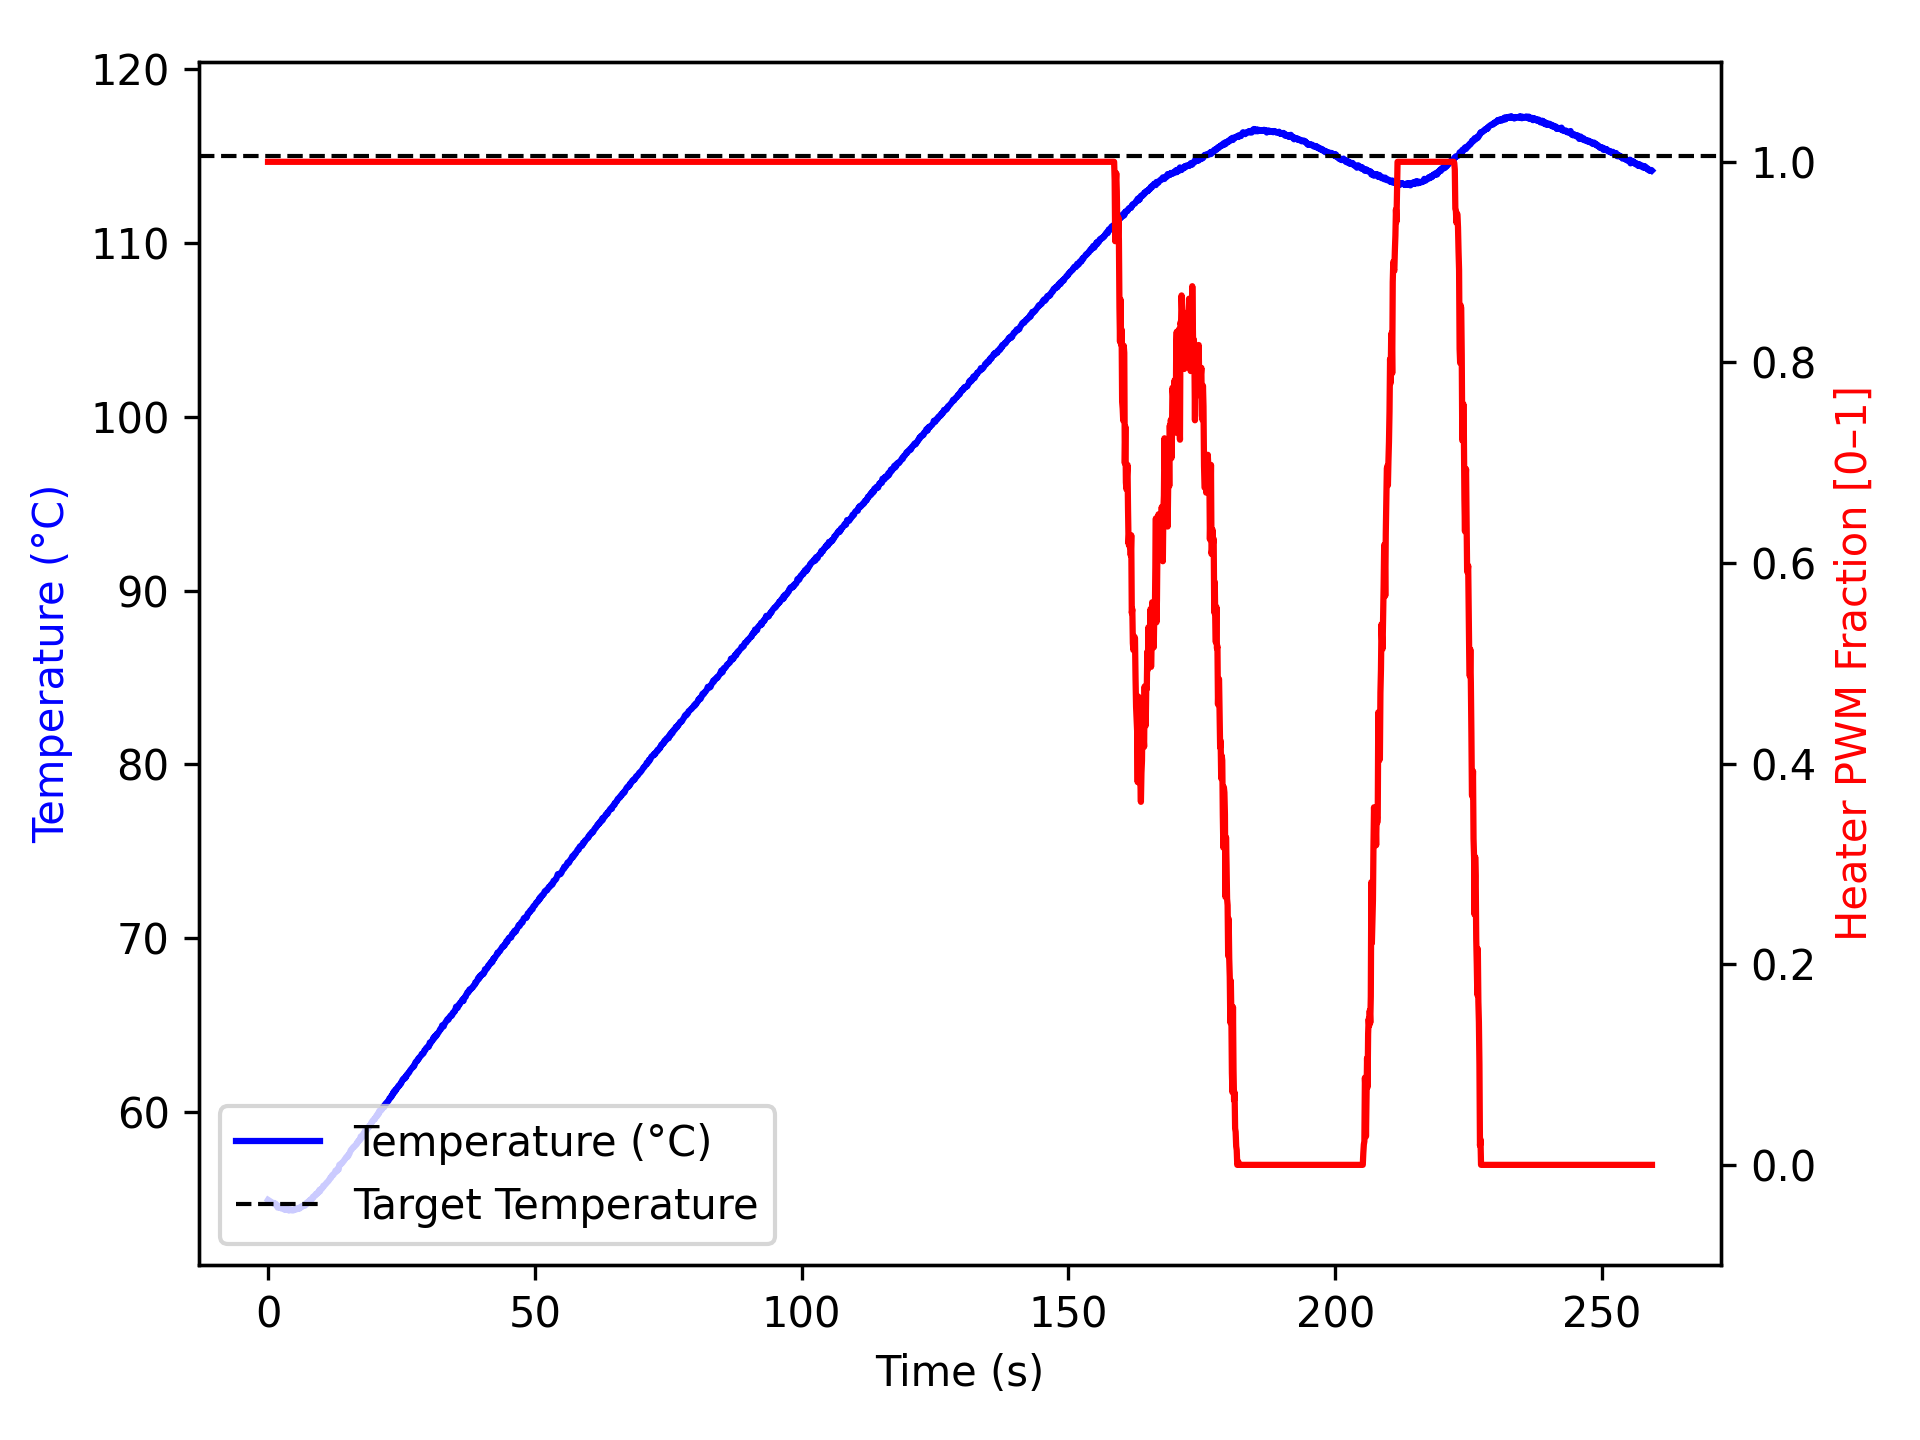 120
110
100
90
80
70
60
Temperature (°C)
1.0
0.8
0.6
0.4
0.2
0.0
Heater PWM Fraction [0–1]
Temperature (°C)
Target Temperature
0 50 100 150 200 250
Time (s)